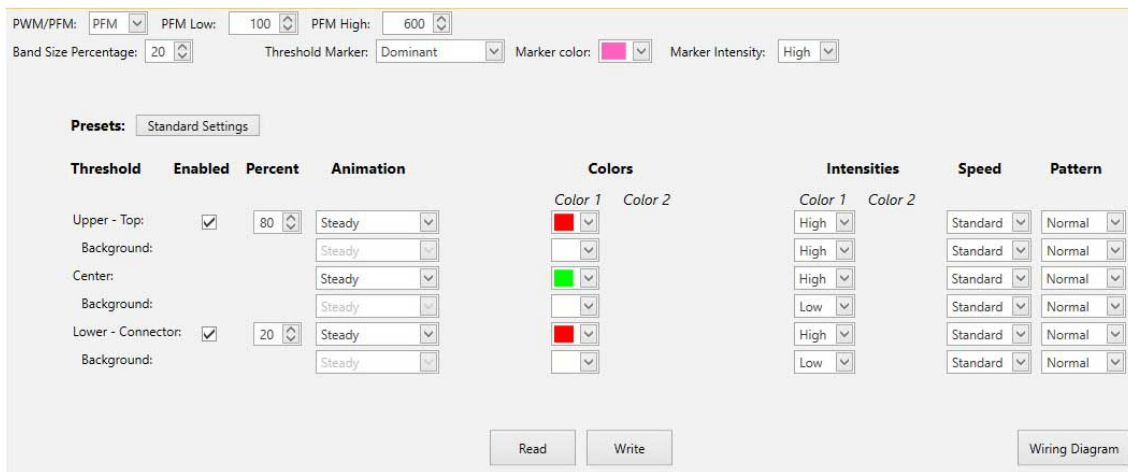 PWM/PFM: PFM PFM Low: 100 PFM High: 600
Band Size Percentage: 20 Threshold Marker: Dominant Marker color: Marker Intensity: High
Presets: Standard Settings
Threshold Enabled Percent Animation Colors Intensities Speed Pattern
Color 1 Color 2 Color 1 Color 2
Upper - Top: 80 Steady High Standard Normal
Background: Steady High Standard Normal
Center: Steady High Standard Normal
Background: Steady Low Standard Normal
Lower - Connector: 20 Steady High Standard Normal
Background: Steady Low Standard Normal
Read Write Wiring Diagram